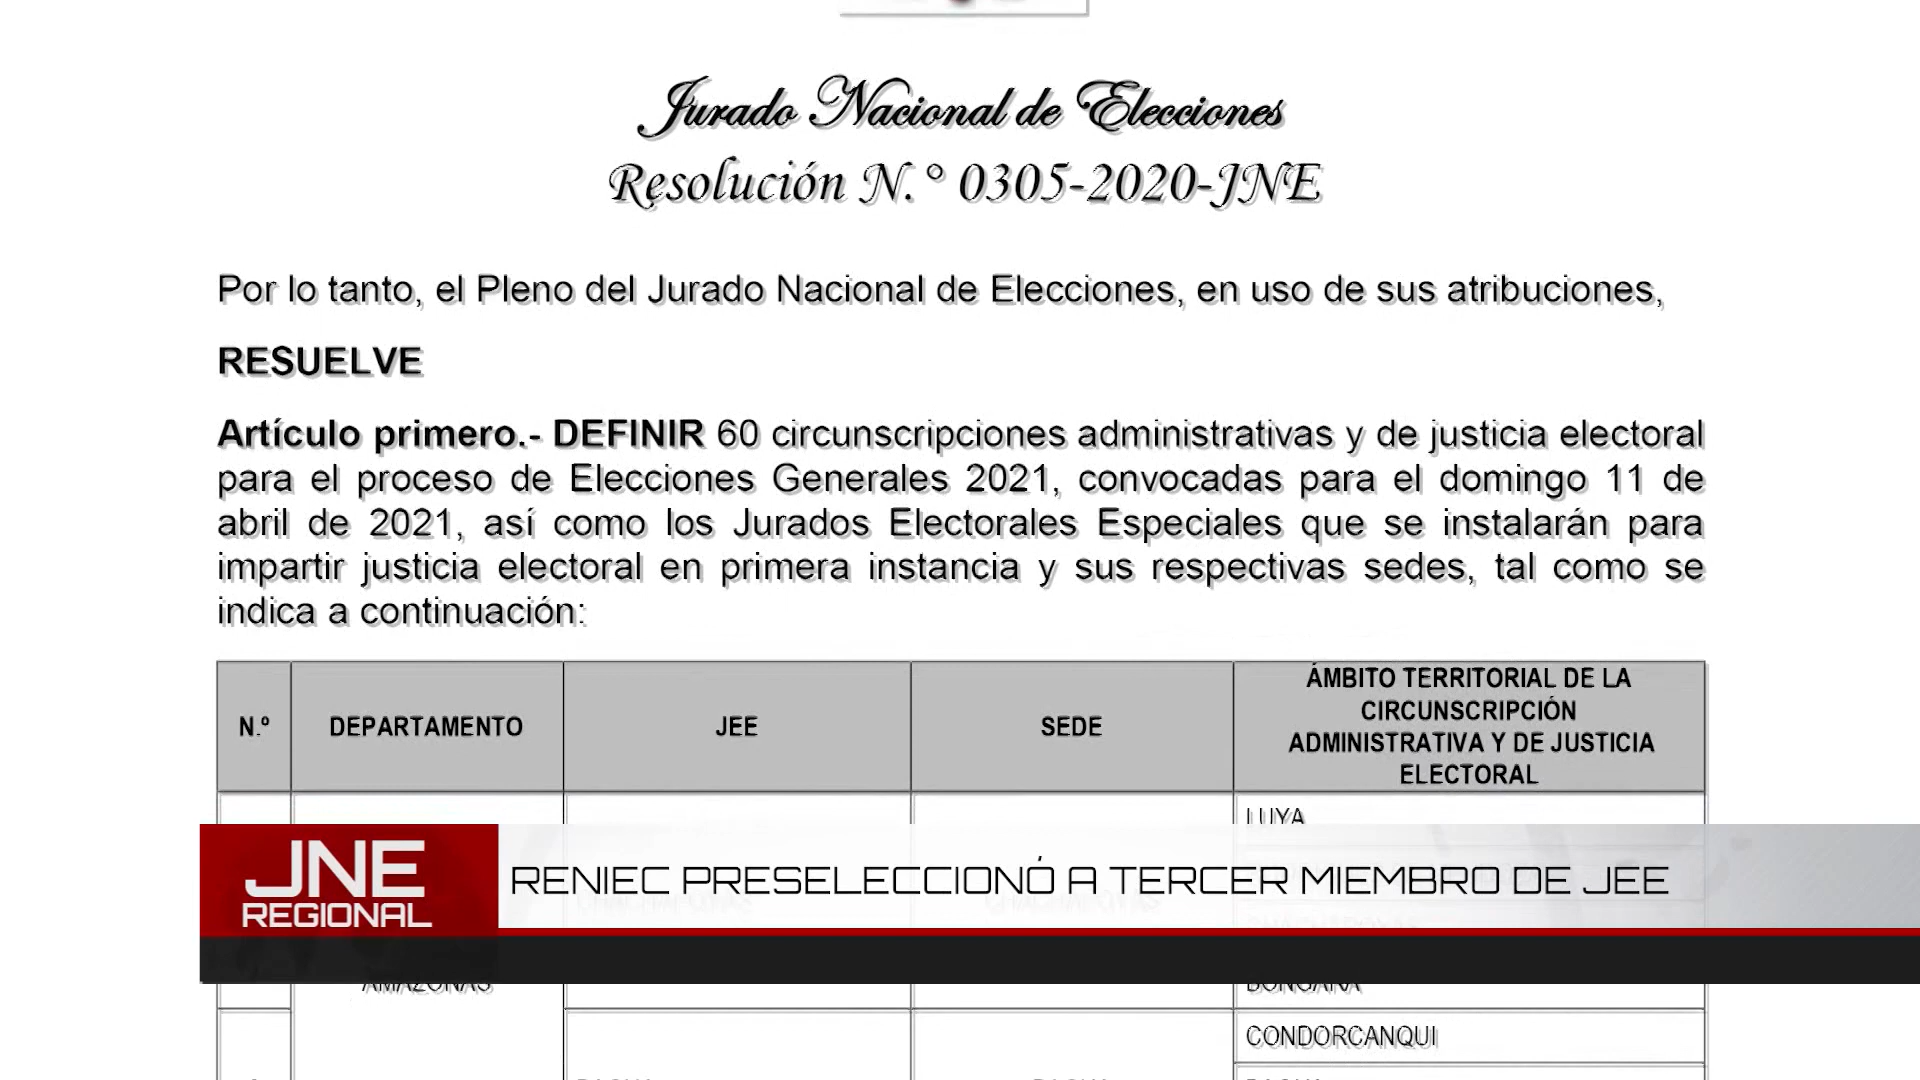 Jurado Nacional de Elecciones
Resolución N.° 0305-2020-JNE
Por lo tanto, el Pleno del Jurado Nacional de Elecciones, en uso de sus atribuciones,
RESUELVE
Artículo primero.- DEFINIR 60 circunscripciones administrativas y de justicia electoral
para el proceso de Elecciones Generales 2021, convocadas para el domingo 11 de
abril de 2021, así como los Jurados Electorales Especiales que se instalarán para
impartir justicia electoral en primera instancia y sus respectivas sedes, tal como se
indica a continuación:
N.º DEPARTAMENTO JEE SEDE ÁMBITO TERRITORIAL DE LA
CIRCUNSCRIPCIÓN
ADMINISTRATIVA Y DE JUSTICIA
ELECTORAL
LUYA
JNE
REGIONAL
RENIEC PRESELECCIONÓ A TERCER MIEMBRO DE JEE
AMAZONAS
BONGARA
CONDORCANQUI